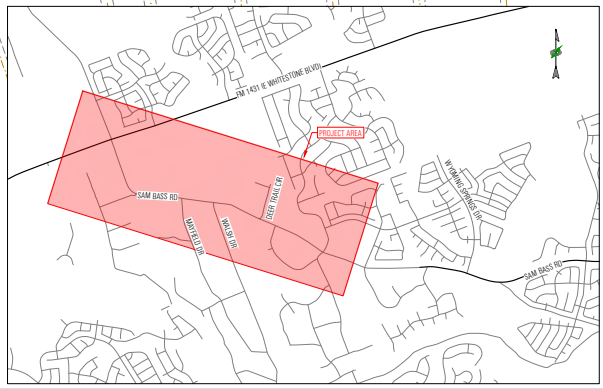 FM 1431 (E WHITESTONE BLVD)
PROJECT AREA
SAM BASS RD
DEER TRAIL CIR
MAYFIELD DR
WALSH DR
WYOMING SPRINGS DR
SAM BASS RD